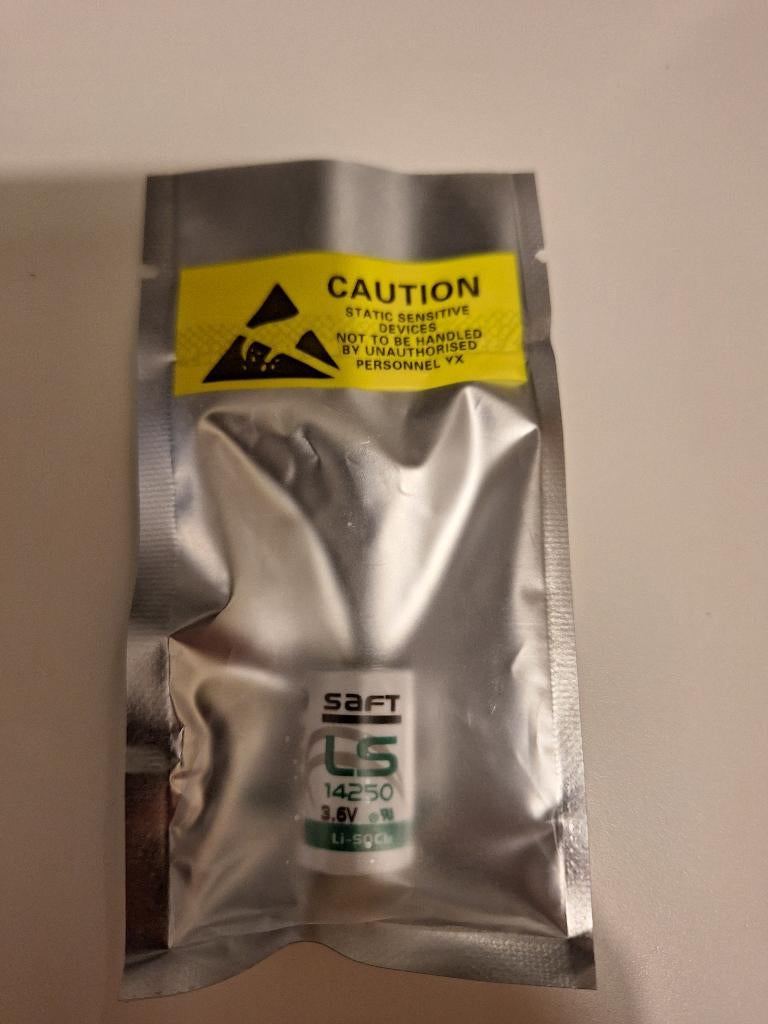 CAUTION
STATIC SENSITIVE
DEVICES
NOT TO BE HANDLED
BY UNAUTHORISED
PERSONNEL YX
saFT
LS
14250
3.6V
Li-SOCl₂